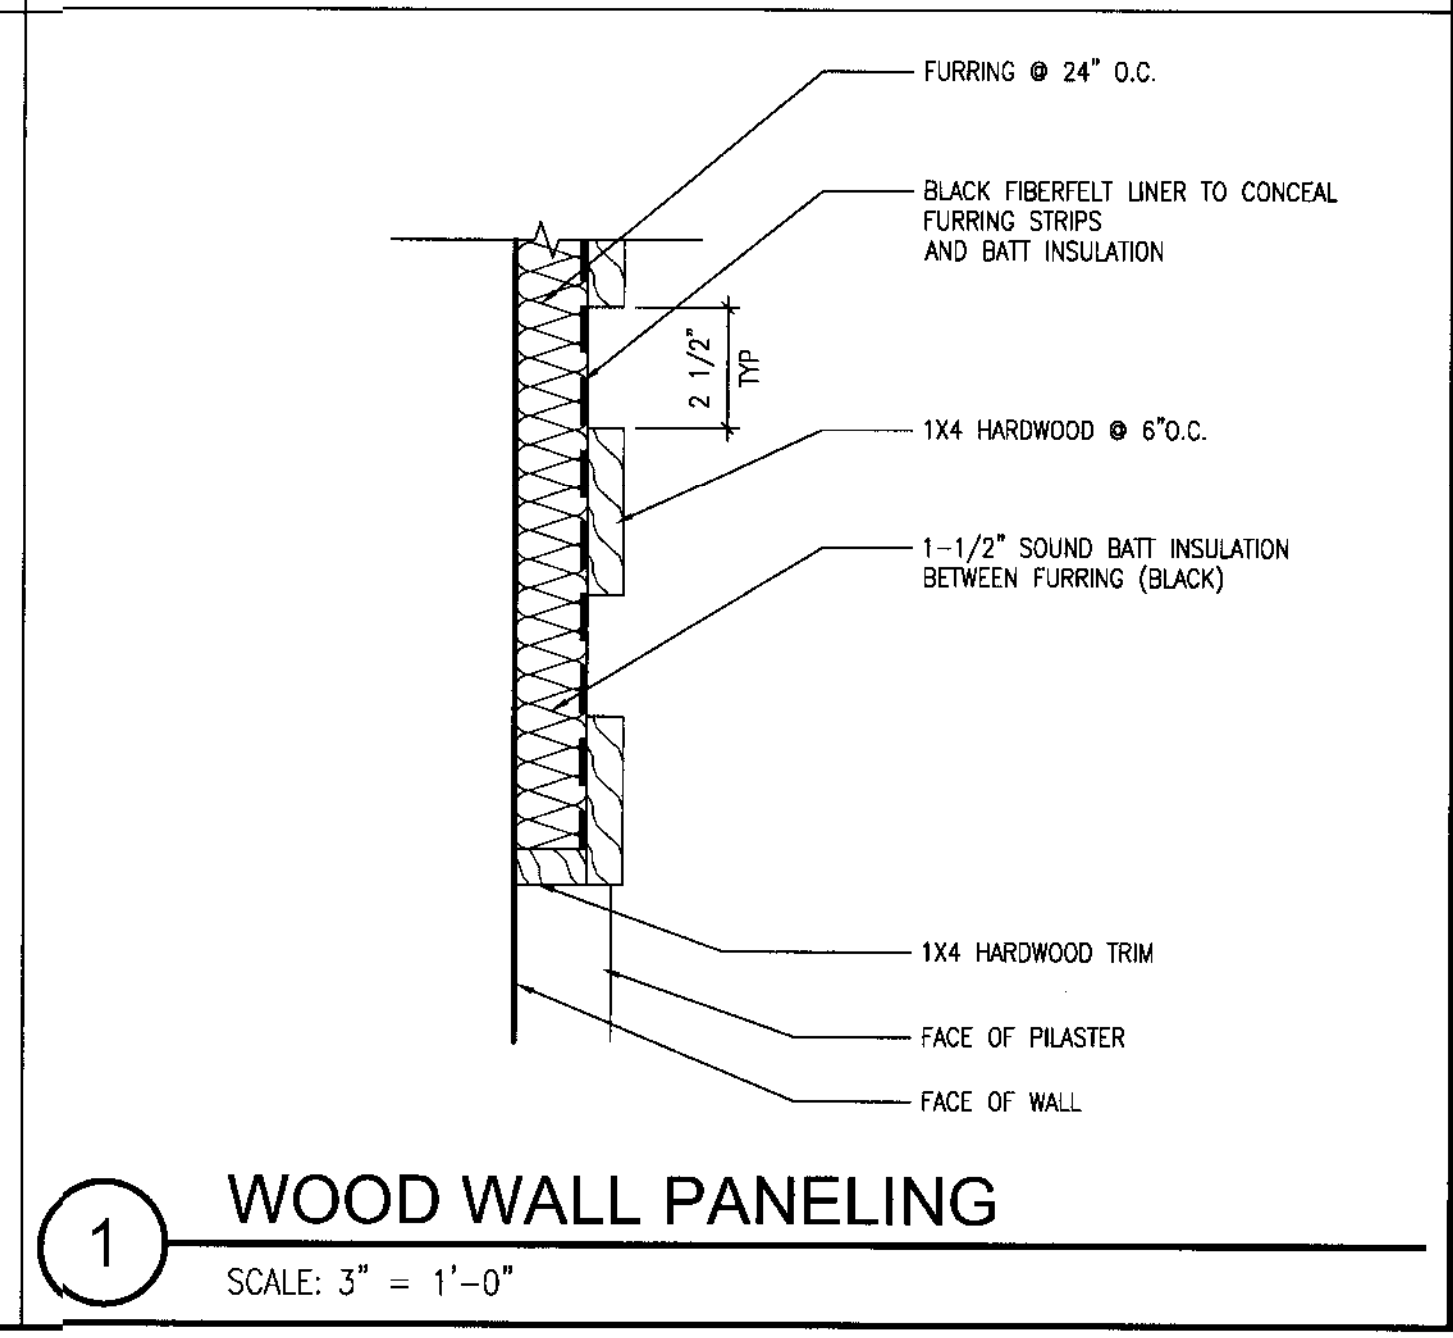 FURRING @ 24" O.C.
BLACK FIBERFELT LINER TO CONCEAL
FURRING STRIPS
AND BATT INSULATION
2 1/2"
TYP
1X4 HARDWOOD @ 6"O.C.
1-1/2" SOUND BATT INSULATION
BETWEEN FURRING (BLACK)
1X4 HARDWOOD TRIM
FACE OF PILASTER
FACE OF WALL
1
WOOD WALL PANELING
SCALE: 3" = 1'-0"